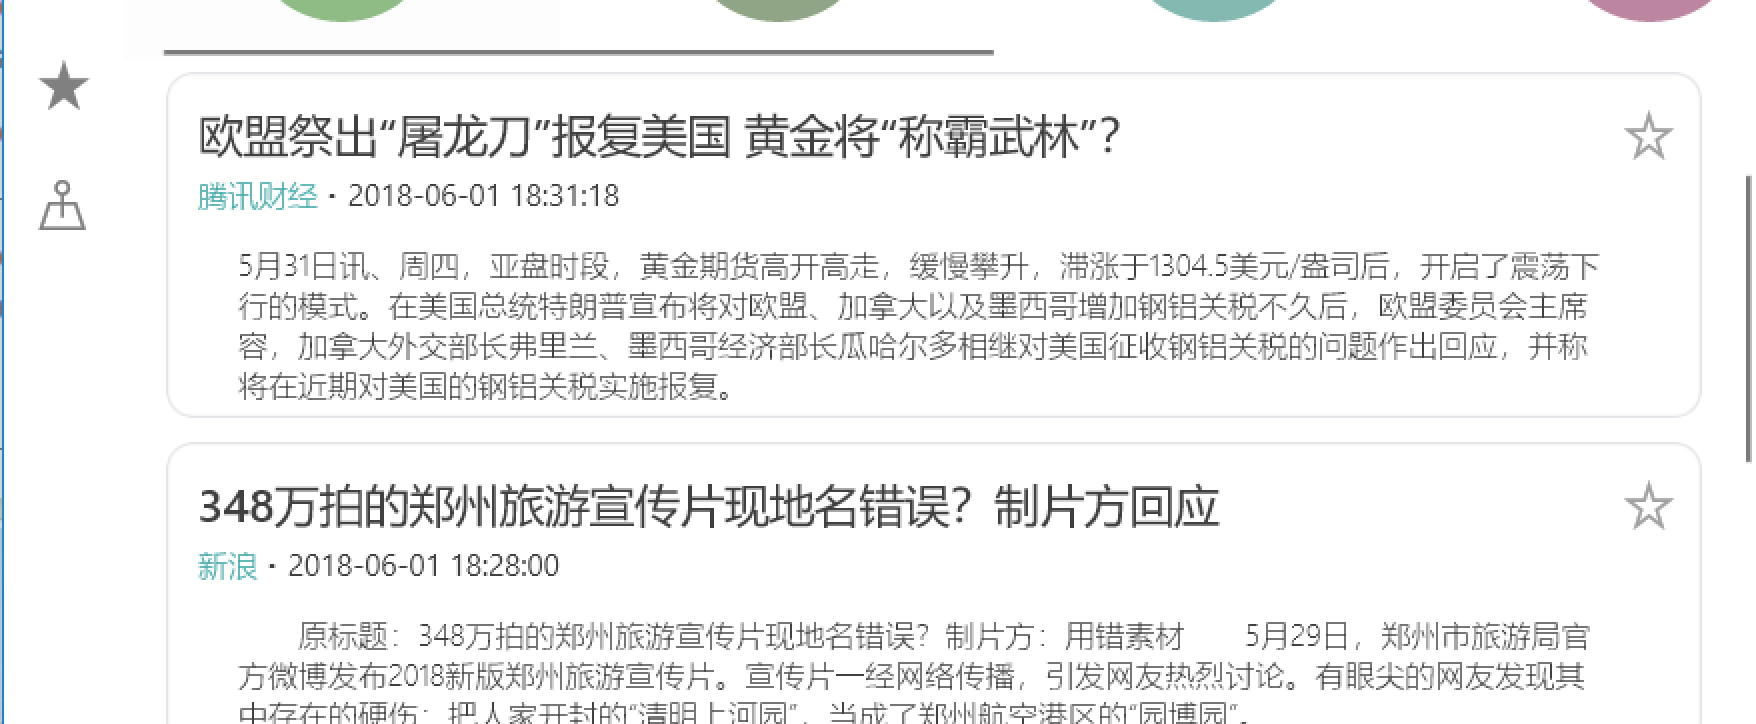 欧盟祭出“屠龙刀”报复美国 黄金将“称霸武林”？
腾讯财经 · 2018-06-01 18:31:18
5月31日讯、周四，亚盘时段，黄金期货高开高走，缓慢攀升，滞涨于1304.5美元/盎司后，开启了震荡下
行的模式。在美国总统特朗普宣布将对欧盟、加拿大以及墨西哥增加钢铝关税不久后，欧盟委员会主席
容，加拿大外交部长弗里兰、墨西哥经济部长瓜哈尔多相继对美国征收钢铝关税的问题作出回应，并称
将在近期对美国的钢铝关税实施报复。
348万拍的郑州旅游宣传片现地名错误？制片方回应
新浪 · 2018-06-01 18:28:00
原标题：348万拍的郑州旅游宣传片现地名错误？制片方：用错素材　　5月29日，郑州市旅游局官
方微博发布2018新版郑州旅游宣传片。宣传片一经网络传播，引发网友热烈讨论。有眼尖的网友发现其
中存在的硬伤：把人家开封的“清明上河园”，当成了郑州航空港区的“园博园”。